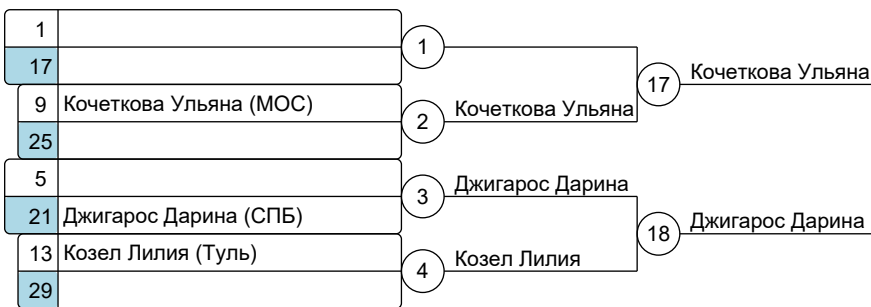 1
17
1
17
Кочеткова Ульяна
9 Кочеткова Ульяна (МОС)
25
2
Кочеткова Ульяна
5
21 Джигарос Дарина (СПБ)
3
Джигарос Дарина
18
Джигарос Дарина
13 Козел Лилия (Туль)
29
4
Козел Лилия